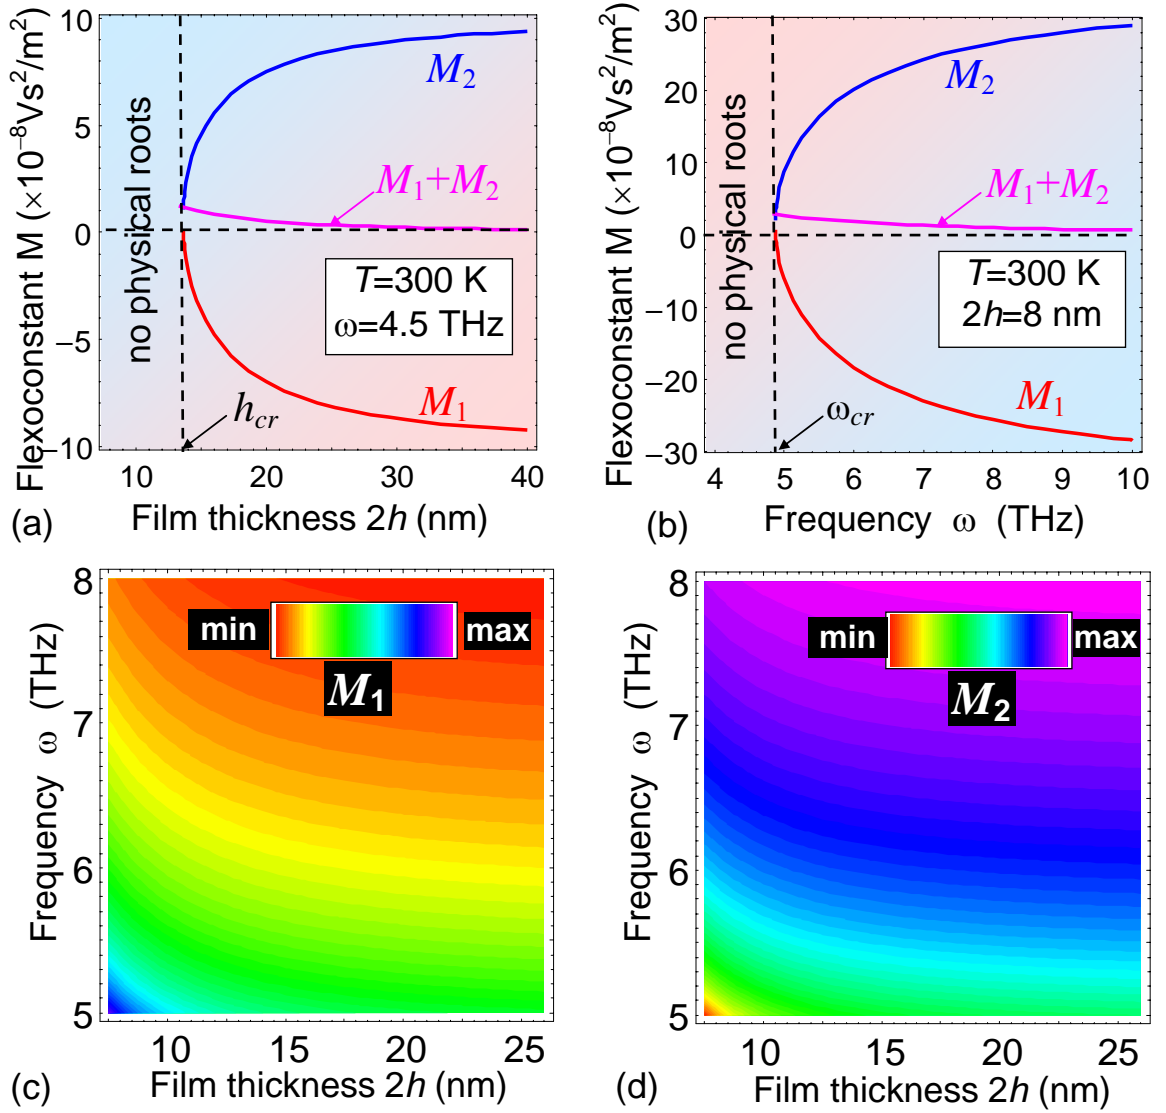 Flexoconstant M (×10⁻⁸Vs²/m²)
10
5
0
−5
−10
no physical roots
M₂
M₁+M₂
T=300 K
ω=4.5 THz
M₁
h_cr
10 20 30 40
(a) Film thickness 2h (nm)
Flexoconstant M (×10⁻⁸Vs²/m²)
30
20
10
0
−10
−20
−30
no physical roots
M₂
M₁+M₂
T=300 K
2h=8 nm
M₁
ω_cr
4 5 6 7 8 9 10
(b) Frequency ω (THz)
Frequency ω (THz)
8
7
6
5
min max
M₁
10 15 20 25
(c) Film thickness 2h (nm)
Frequency ω (THz)
8
7
6
5
min max
M₂
10 15 20 25
(d) Film thickness 2h (nm)